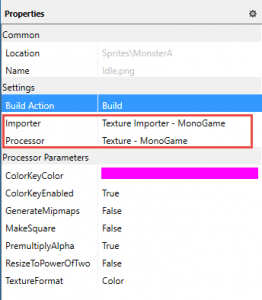 Properties
Common
Location Sprites\MonsterA
Name Idle.png
Settings
Build Action Build
Importer Texture Importer - MonoGame
Processor Texture - MonoGame
Processor Parameters
ColorKeyColor
ColorKeyEnabled True
GenerateMipmaps False
MakeSquare False
PremultiplyAlpha True
ResizeToPowerOfTwo False
TextureFormat Color